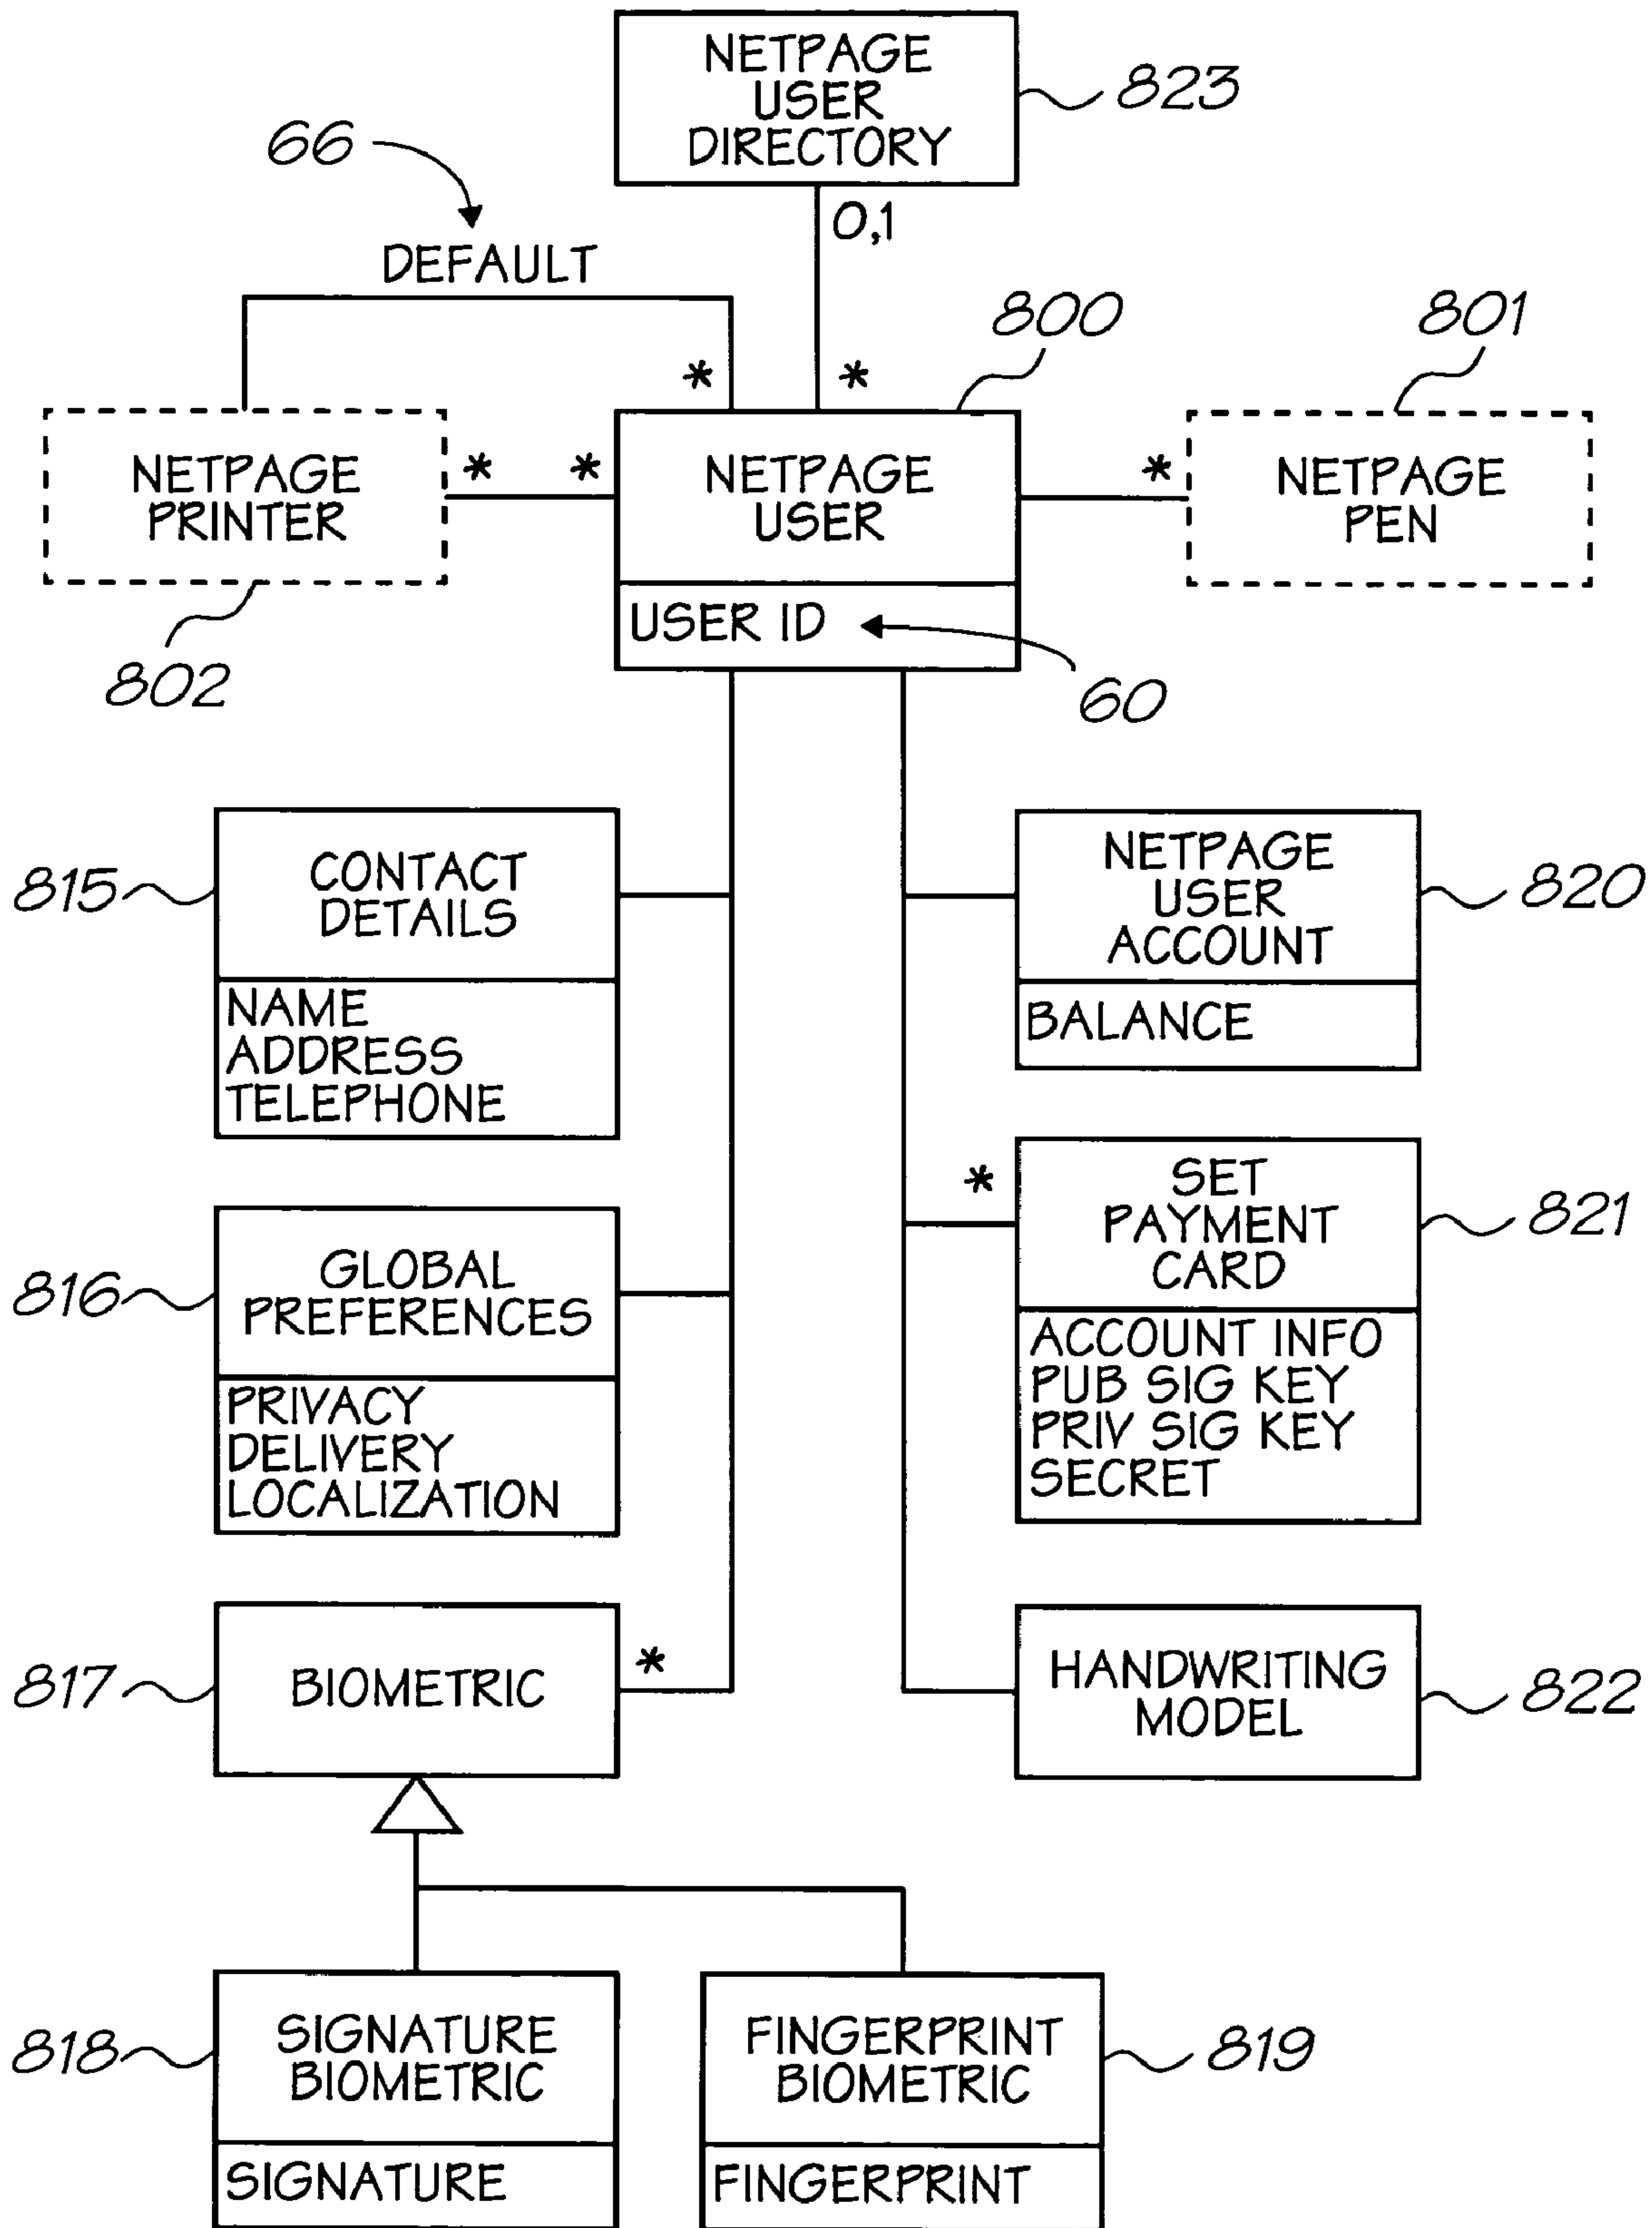 NETPAGE
USER
DIRECTORY
823
66
0,1
DEFAULT
800
801
*
*
NETPAGE
PRINTER
*
*
NETPAGE
USER
*
NETPAGE
PEN
USER ID
802
60
815
CONTACT
DETAILS
NAME
ADDRESS
TELEPHONE
NETPAGE
USER
ACCOUNT
820
BALANCE
816
GLOBAL
PREFERENCES
PRIVACY
DELIVERY
LOCALIZATION
*
SET
PAYMENT
CARD
821
ACCOUNT INFO
PUB SIG KEY
PRIV SIG KEY
SECRET
817
BIOMETRIC
*
HANDWRITING
MODEL
822
818
SIGNATURE
BIOMETRIC
SIGNATURE
FINGERPRINT
BIOMETRIC
819
FINGERPRINT